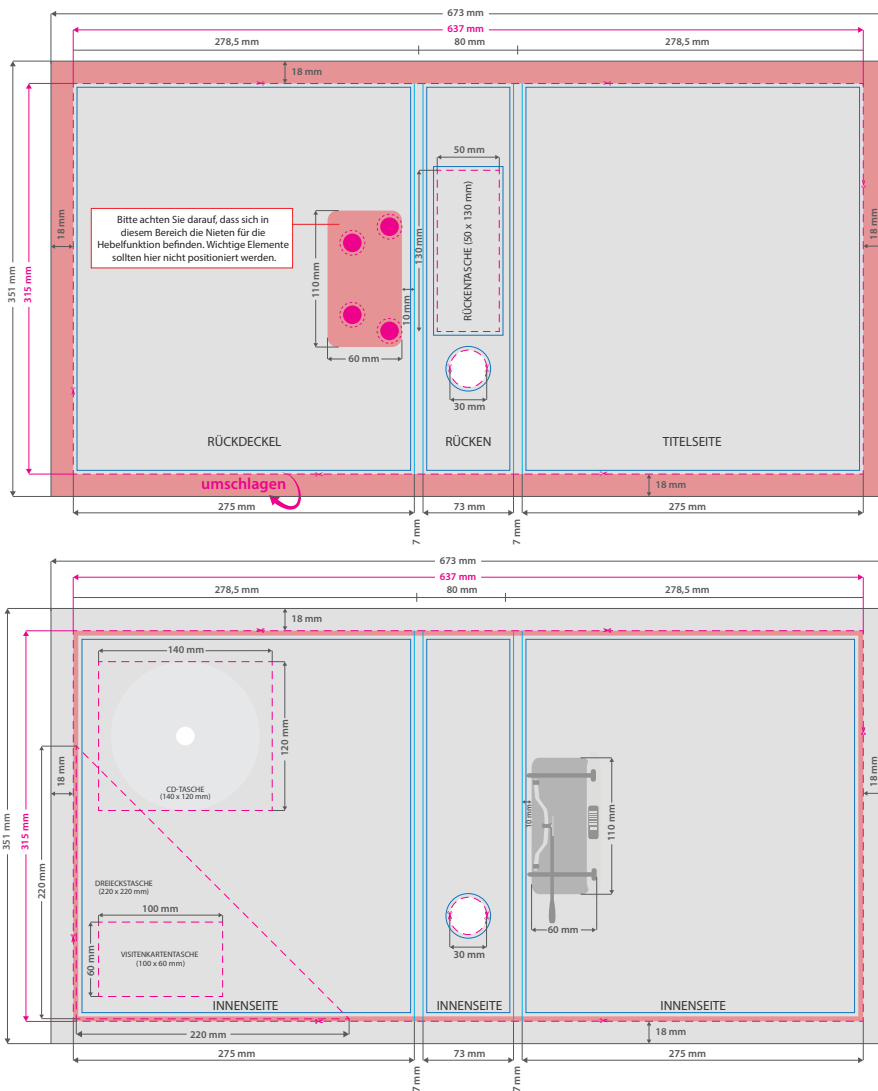 673 mm
637 mm
278,5 mm
80 mm
278,5 mm
18 mm
50 mm
Bitte achten Sie darauf, dass sich in
diesem Bereich die Nieten für die
Hebelfunktion befinden. Wichtige Elemente
sollten hier nicht positioniert werden.
18 mm
351 mm
315 mm
110 mm
10 mm
130 mm
RÜCKENTASCHE (50 x 130 mm)
18 mm
60 mm
30 mm
RÜCKDECKEL
RÜCKEN
TITELSEITE
umschlagen
18 mm
275 mm
7 mm
73 mm
7 mm
275 mm
673 mm
637 mm
278,5 mm
80 mm
278,5 mm
18 mm
140 mm
120 mm
CD-TASCHE
(140 x 120 mm)
18 mm
351 mm
315 mm
220 mm
10 mm
110 mm
18 mm
DREIECKSTASCHE
(220 x 220 mm)
100 mm
60 mm
VISITENKARTENTASCHE
(100 x 60 mm)
60 mm
30 mm
INNENSEITE
INNENSEITE
INNENSEITE
220 mm
18 mm
275 mm
7 mm
73 mm
7 mm
275 mm